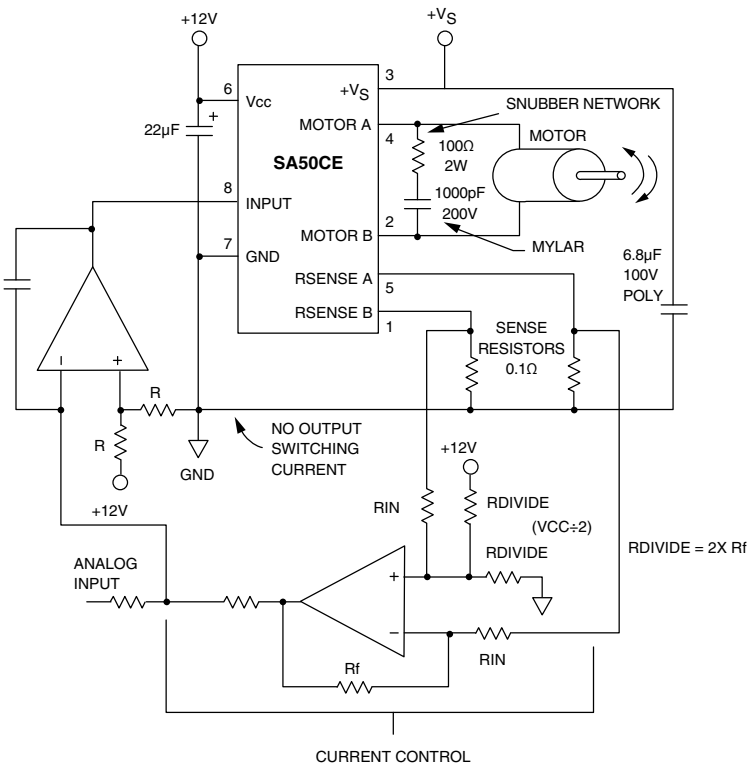 +12V
+VS
6
Vcc
+
22µF
3
+VS
SNUBBER NETWORK
MOTOR A
4
100Ω
2W
MOTOR
SA50CE
8
INPUT
1000pF
200V
2
MOTOR B
MYLAR
7
GND
6.8µF
100V
POLY
RSENSE A
5
RSENSE B
1
SENSE
RESISTORS
0.1Ω
–
+
R
R
+12V
GND
NO OUTPUT
SWITCHING
CURRENT
+12V
RIN
RDIVIDE
(VCC÷2)
RDIVIDE
RDIVIDE = 2X Rf
ANALOG
INPUT
+
–
RIN
Rf
CURRENT CONTROL